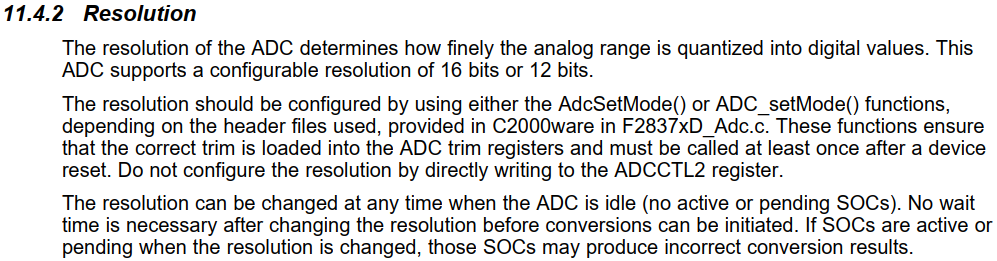 11.4.2 Resolution
The resolution of the ADC determines how finely the analog range is quantized into digital values. This
ADC supports a configurable resolution of 16 bits or 12 bits.
The resolution should be configured by using either the AdcSetMode() or ADC_setMode() functions,
depending on the header files used, provided in C2000ware in F2837xD_Adc.c. These functions ensure
that the correct trim is loaded into the ADC trim registers and must be called at least once after a device
reset. Do not configure the resolution by directly writing to the ADCCTL2 register.
The resolution can be changed at any time when the ADC is idle (no active or pending SOCs). No wait
time is necessary after changing the resolution before conversions can be initiated. If SOCs are active or
pending when the resolution is changed, those SOCs may produce incorrect conversion results.